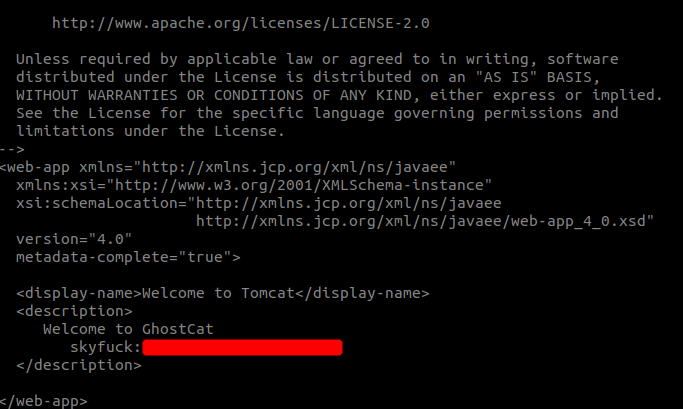 http://www.apache.org/licenses/LICENSE-2.0
Unless required by applicable law or agreed to in writing, software
distributed under the License is distributed on an "AS IS" BASIS,
WITHOUT WARRANTIES OR CONDITIONS OF ANY KIND, either express or implied.
See the License for the specific language governing permissions and
limitations under the License.
-->
<web-app xmlns="http://xmlns.jcp.org/xml/ns/javaee"
xmlns:xsi="http://www.w3.org/2001/XMLSchema-instance"
xsi:schemaLocation="http://xmlns.jcp.org/xml/ns/javaee
http://xmlns.jcp.org/xml/ns/javaee/web-app_4_0.xsd"
version="4.0"
metadata-complete="true">
<display-name>Welcome to Tomcat</display-name>
<description>
Welcome to GhostCat
skyfuck:
</description>
</web-app>